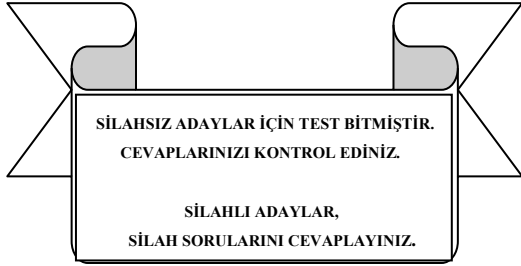 SİLAHSIZ ADAYLAR İÇİN TEST BİTMİŞTİR.
CEVAPLARINIZI KONTROL EDİNİZ.
SİLAHLI ADAYLAR,
SİLAH SORULARINI CEVAPLAYINIZ.